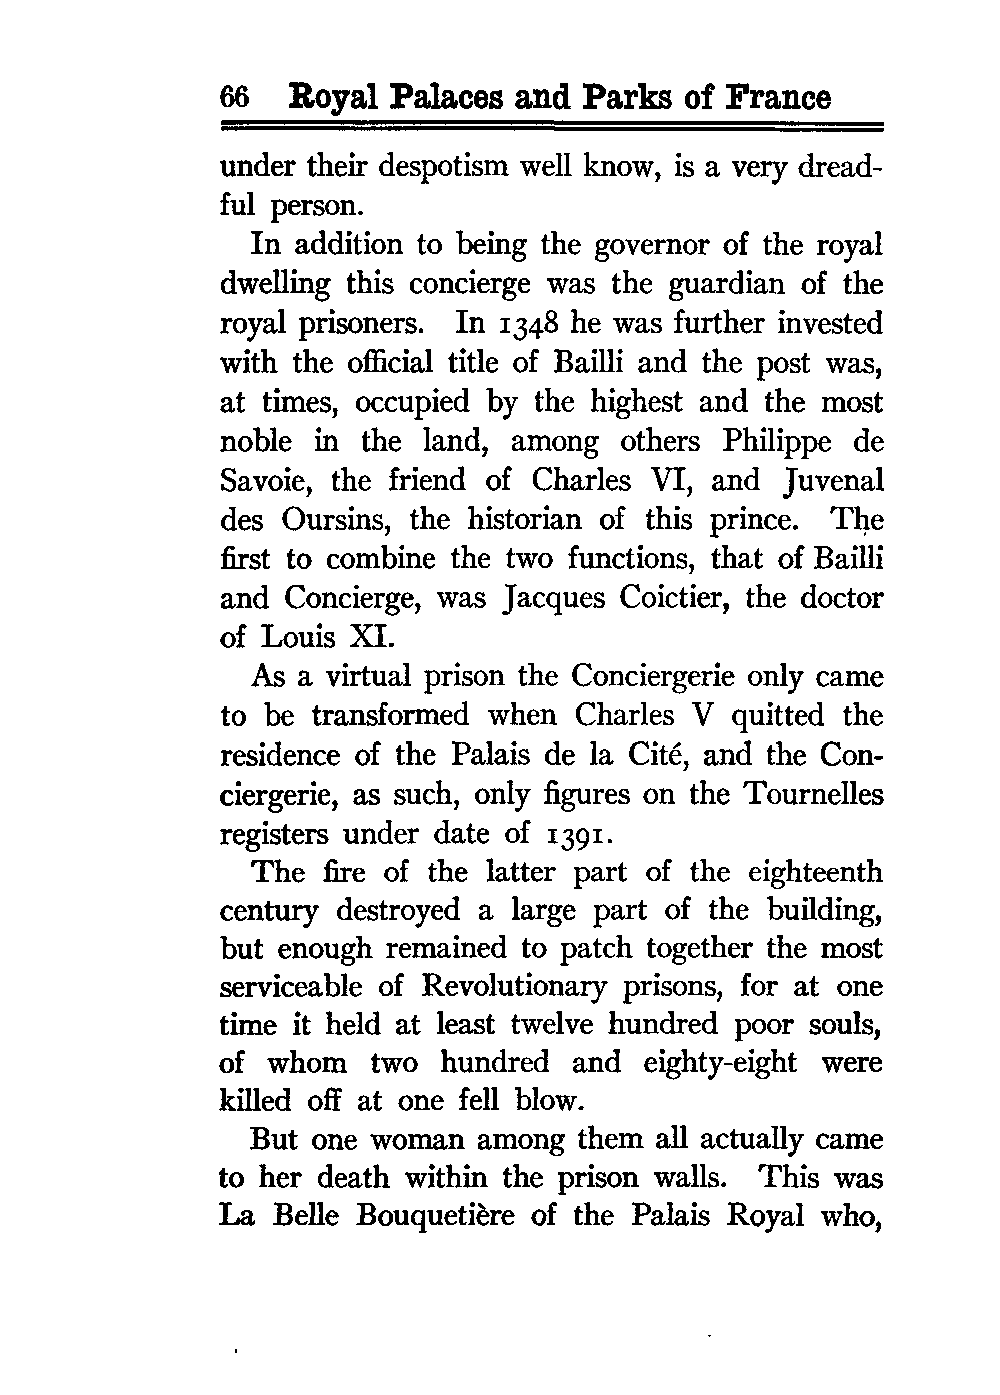 66 Royal Palaces and Parks of France
under their despotism well know, is a very dread-
ful person.
In addition to being the governor of the royal
dwelling this concierge was the guardian of the
royal prisoners. In 1348 he was further invested
with the official title of Bailli and the post was,
at times, occupied by the highest and the most
noble in the land, among others Philippe de
Savoie, the friend of Charles VI, and Juvenal
des Oursins, the historian of this prince. The
first to combine the two functions, that of Bailli
and Concierge, was Jacques Coictier, the doctor
of Louis XI.
As a virtual prison the Conciergerie only came
to be transformed when Charles V quitted the
residence of the Palais de la Cité, and the Con-
ciergerie, as such, only figures on the Tournelles
registers under date of 1391.
The fire of the latter part of the eighteenth
century destroyed a large part of the building,
but enough remained to patch together the most
serviceable of Revolutionary prisons, for at one
time it held at least twelve hundred poor souls,
of whom two hundred and eighty-eight were
killed off at one fell blow.
But one woman among them all actually came
to her death within the prison walls. This was
La Belle Bouquetière of the Palais Royal who,